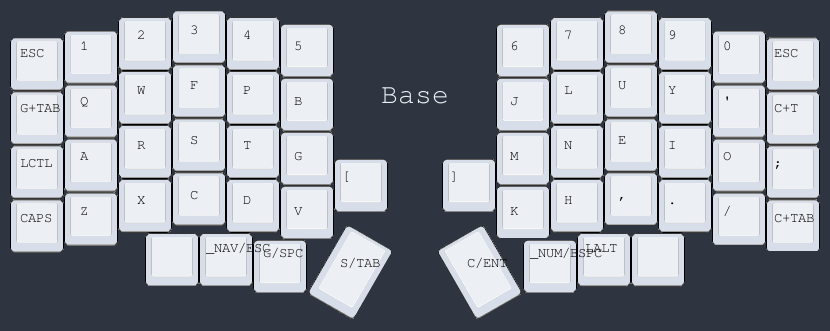 ESC 1 2 3 4 5 6 7 8 9 0 ESC
G+TAB Q W F P B Base J L U Y ' C+T
LCTL A R S T G [ ] M N E I O ;
CAPS Z X C D V K H , . / C+TAB
_NAV/ESC G/SPC S/TAB C/ENT _NUM/BSPC LALT